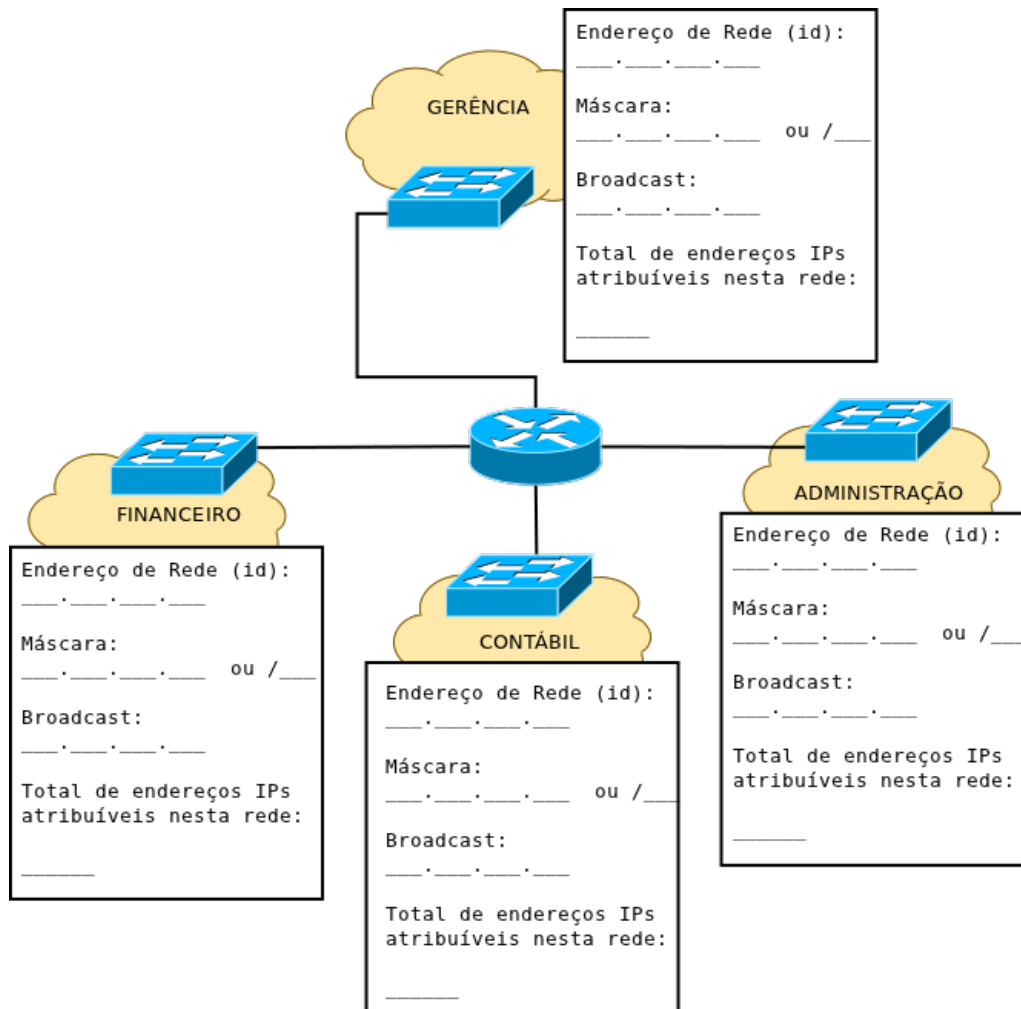 GERÊNCIA
Endereço de Rede (id):
___.___.___.___
Máscara:
___.___.___.___  ou /___
Broadcast:
___.___.___.___
Total de endereços IPs
atribuíveis nesta rede:
______
FINANCEIRO
Endereço de Rede (id):
___.___.___.___
Máscara:
___.___.___.___  ou /___
Broadcast:
___.___.___.___
Total de endereços IPs
atribuíveis nesta rede:
______
CONTÁBIL
Endereço de Rede (id):
___.___.___.___
Máscara:
___.___.___.___  ou /___
Broadcast:
___.___.___.___
Total de endereços IPs
atribuíveis nesta rede:
______
ADMINISTRAÇÃO
Endereço de Rede (id):
___.___.___.___
Máscara:
___.___.___.___  ou /___
Broadcast:
___.___.___.___
Total de endereços IPs
atribuíveis nesta rede:
______